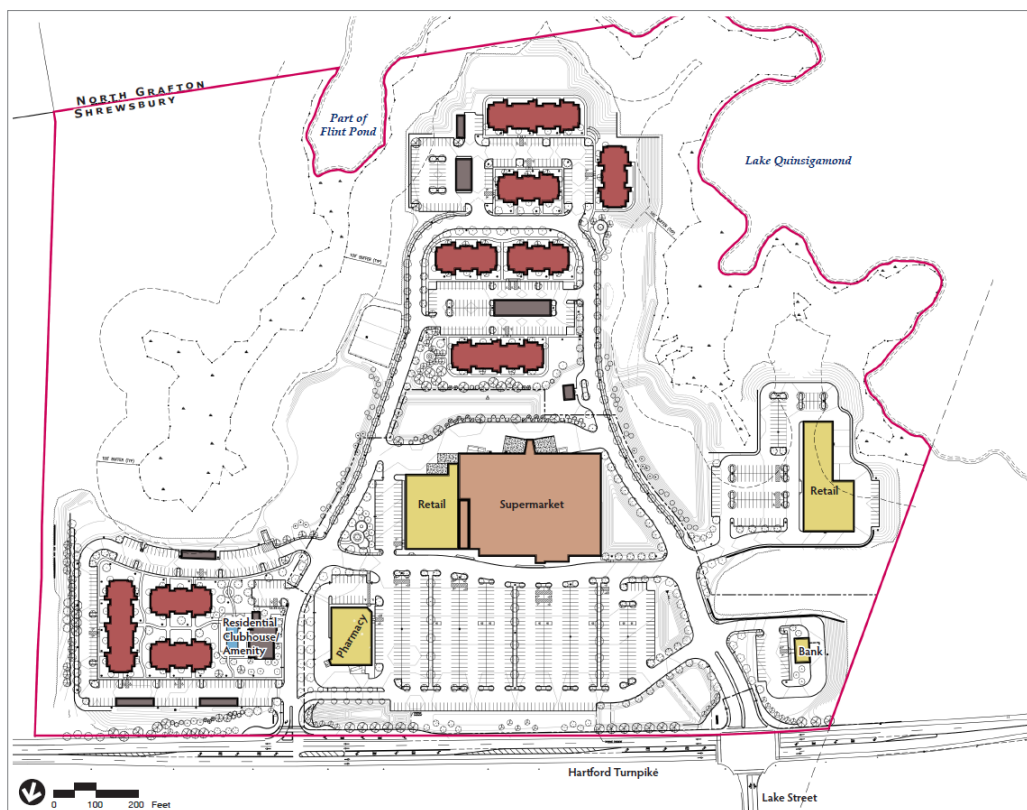 NORTH GRAFTON
SHREWSBURY
Part of
Flint Pond
Lake Quinsigamond
Retail
Supermarket
Retail
Residential
Clubhouse/
Amenity
Pharmacy
Bank
Hartford Turnpike
Lake Street
0 100 200 Feet